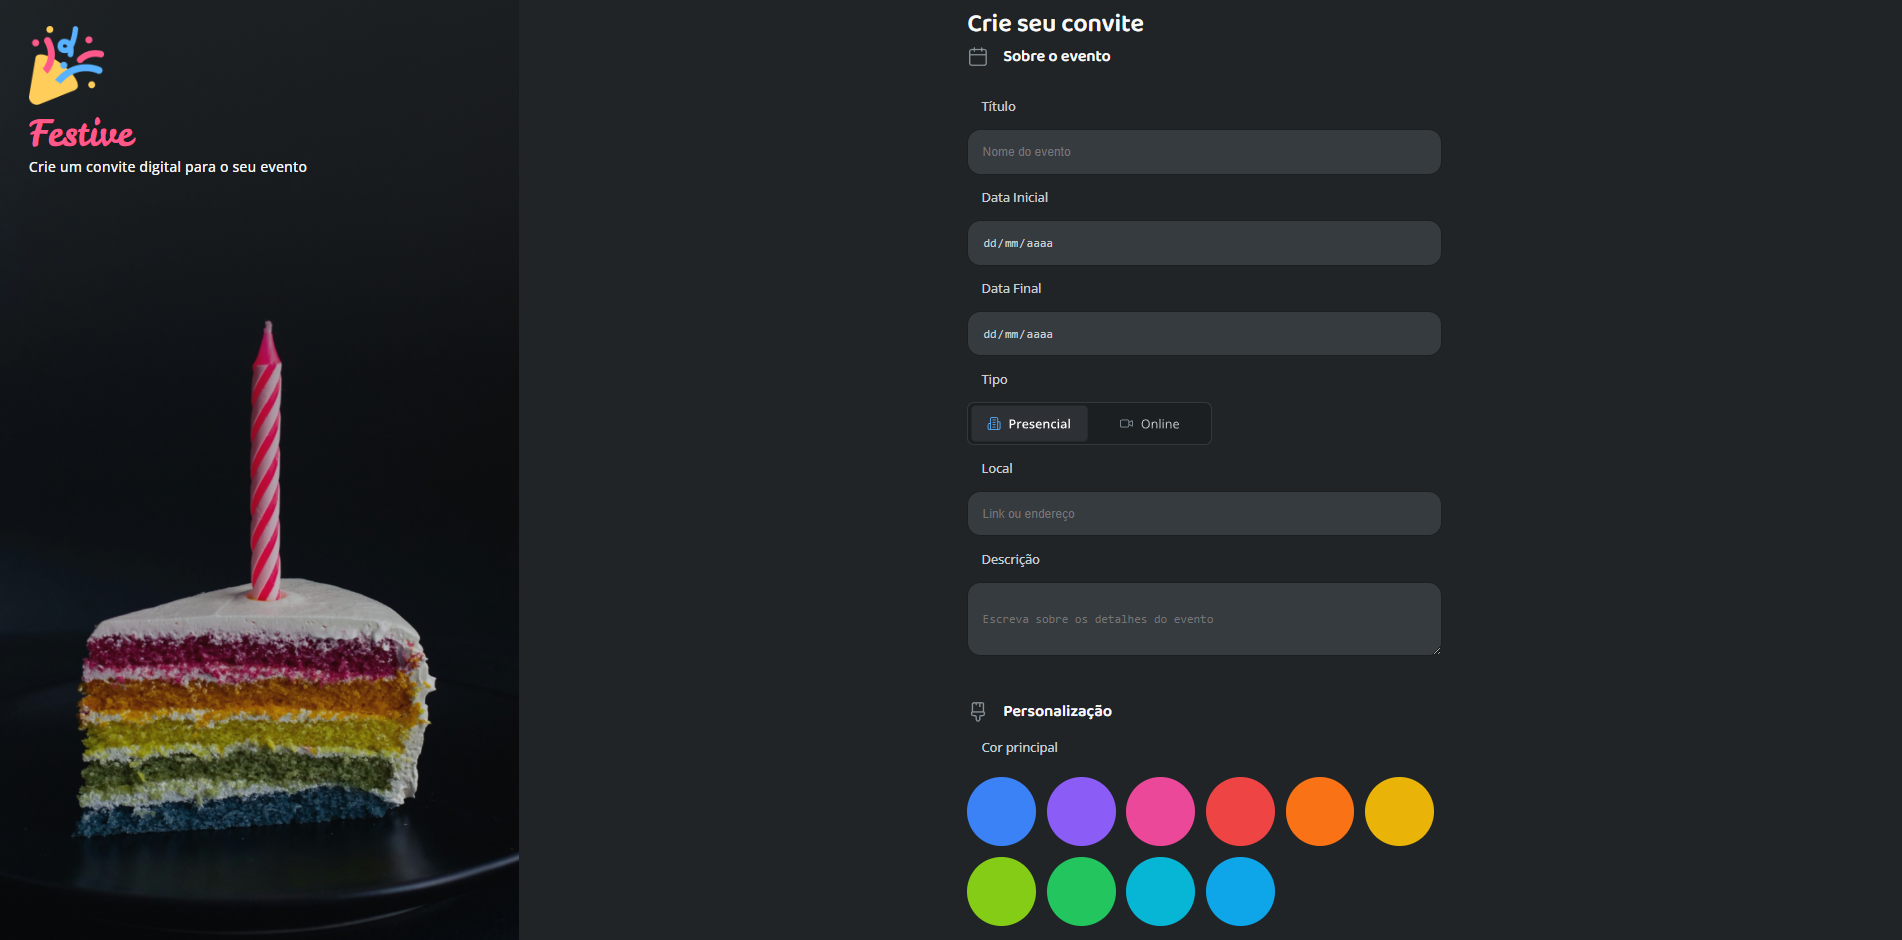 Festive
Crie um convite digital para o seu evento
Crie seu convite
Sobre o evento
Título
Nome do evento
Data Inicial
dd/mm/aaaa
Data Final
dd/mm/aaaa
Tipo
Presencial Online
Local
Link ou endereço
Descrição
Escreva sobre os detalhes do evento
Personalização
Cor principal